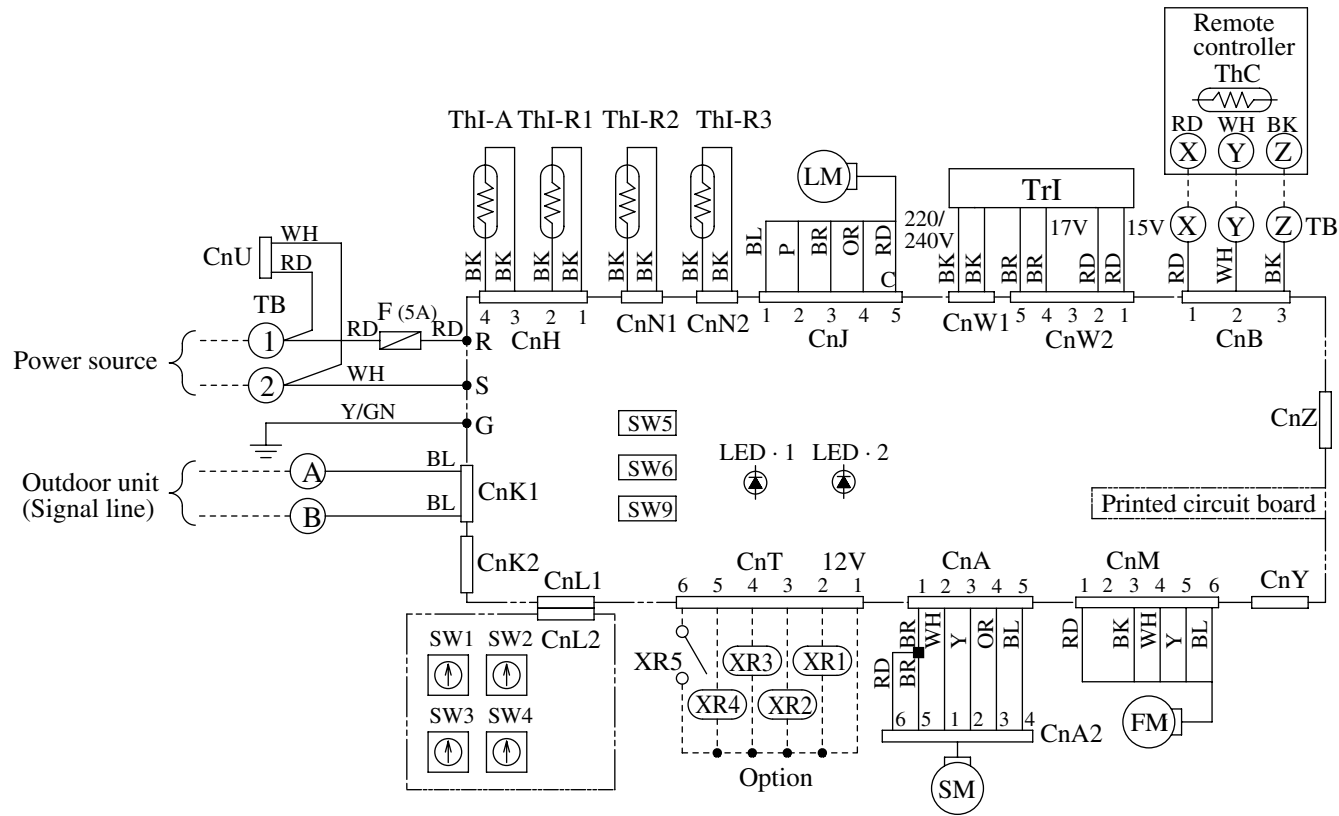 Remote
controller
ThC
RD WH BK
X Y Z
X Y Z TB
ThI-A ThI-R1 ThI-R2 ThI-R3
LM
TrI
220/
240V
17V
15V
BK BK BK BK BK BK BK BK
BL P BR OR RD
C
BK BK BR BR RD RD
RD WH BK
4 3 2 1
CnH
CnN1
CnN2
1 2 3 4 5
CnJ
CnW1
5 4 3 2 1
CnW2
1 2 3
CnB
CnU
WH
RD
TB
F (5A)
1
RD
RD
R
Power source
2
WH
S
Y/GN
G
Outdoor unit
(Signal line)
A
BL
B
BL
CnK1
CnK2
SW5
SW6
SW9
LED · 1 LED · 2
CnZ
Printed circuit board
CnL1
CnL2
SW1 SW2
SW3 SW4
CnT 12V
6 5 4 3 2 1
XR5
XR3
XR1
XR4
XR2
Option
CnA
1 2 3 4 5
BR WH Y OR BL
RD BR
6 5 1 2 3 4
CnA2
SM
CnM
1 2 3 4 5 6
RD BK WH Y BL
FM
CnY